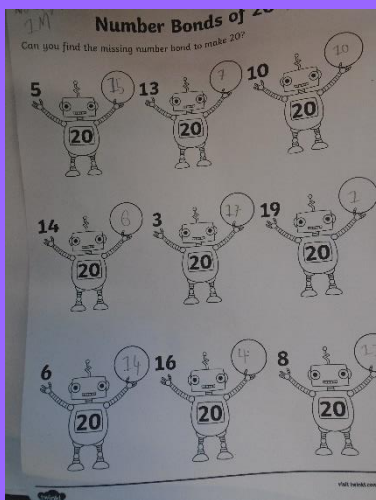 Number Bonds of 20
Can you find the missing number bond to make 20?
5 15 13 7 10 10
20 20 20
14 6 3 17 19 1
20 20 20
6 14 16 4 8
20 20 20
twinkl
visit twinkl.com